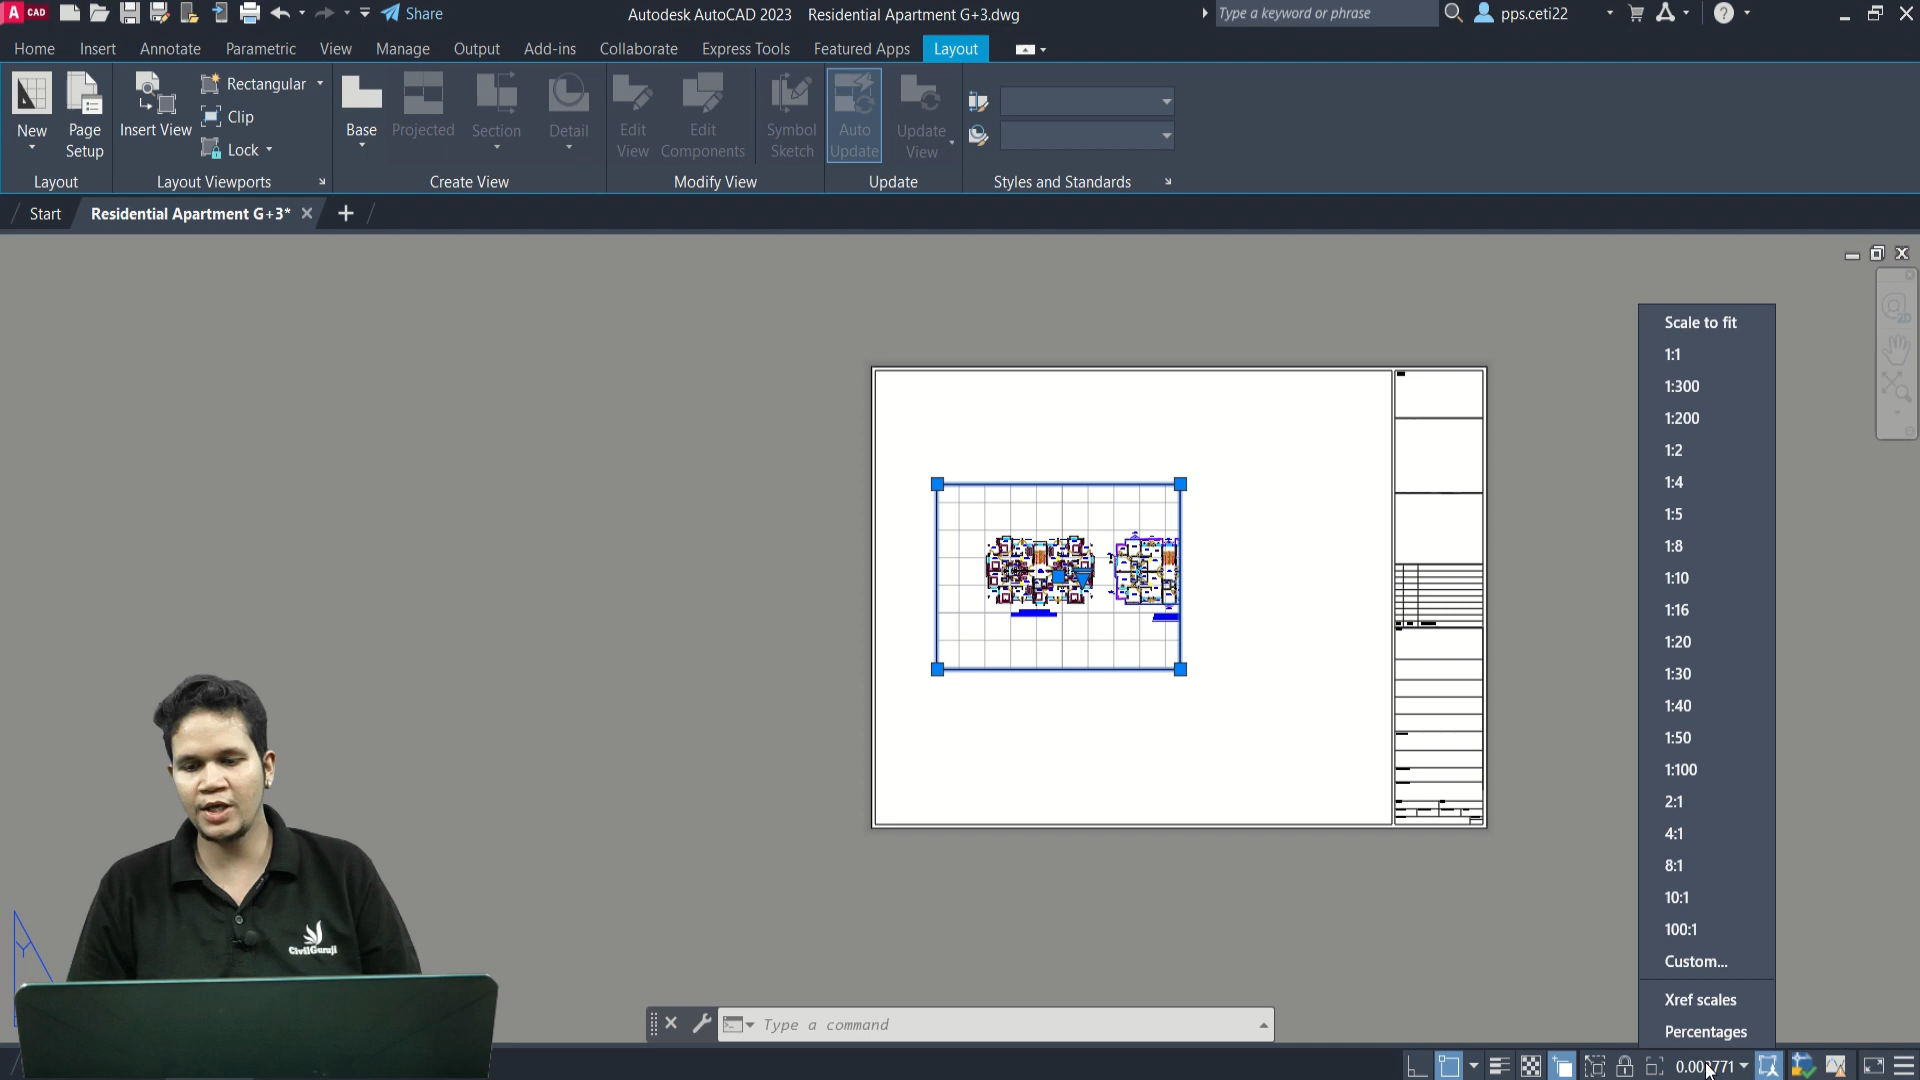 A CAD
Share
Autodesk AutoCAD 2023 Residential Apartment G+3.dwg
Type a keyword or phrase
pps.ceti22
Home Insert Annotate Parametric View Manage Output Add-ins Collaborate Express Tools Featured Apps Layout
New
Page Setup
Insert View
Rectangular
Clip
Lock
Base
Projected
Section
Detail
Edit View
Edit Components
Symbol Sketch
Auto Update
Update View
Layout
Layout Viewports
Create View
Modify View
Update
Styles and Standards
Start
Residential Apartment G+3*
Scale to fit
1:1
1:300
1:200
1:2
1:4
1:5
1:8
1:10
1:16
1:20
1:30
1:40
1:50
1:100
2:1
4:1
8:1
10:1
100:1
Custom...
Xref scales
Percentages
CivilGuruji
Y
Type a command